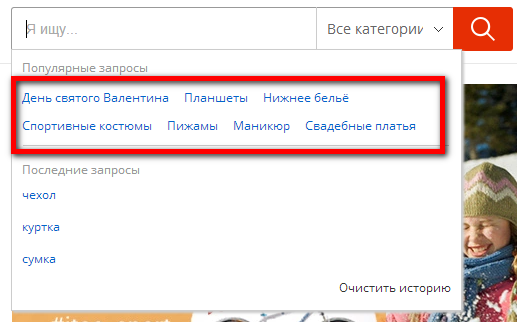 Я ищу...
Все категории
Популярные запросы
День святого Валентина Планшеты Нижнее бельё
Спортивные костюмы Пижамы Маникюр Свадебные платья
Последние запросы
чехол
куртка
сумка
Очистить историю